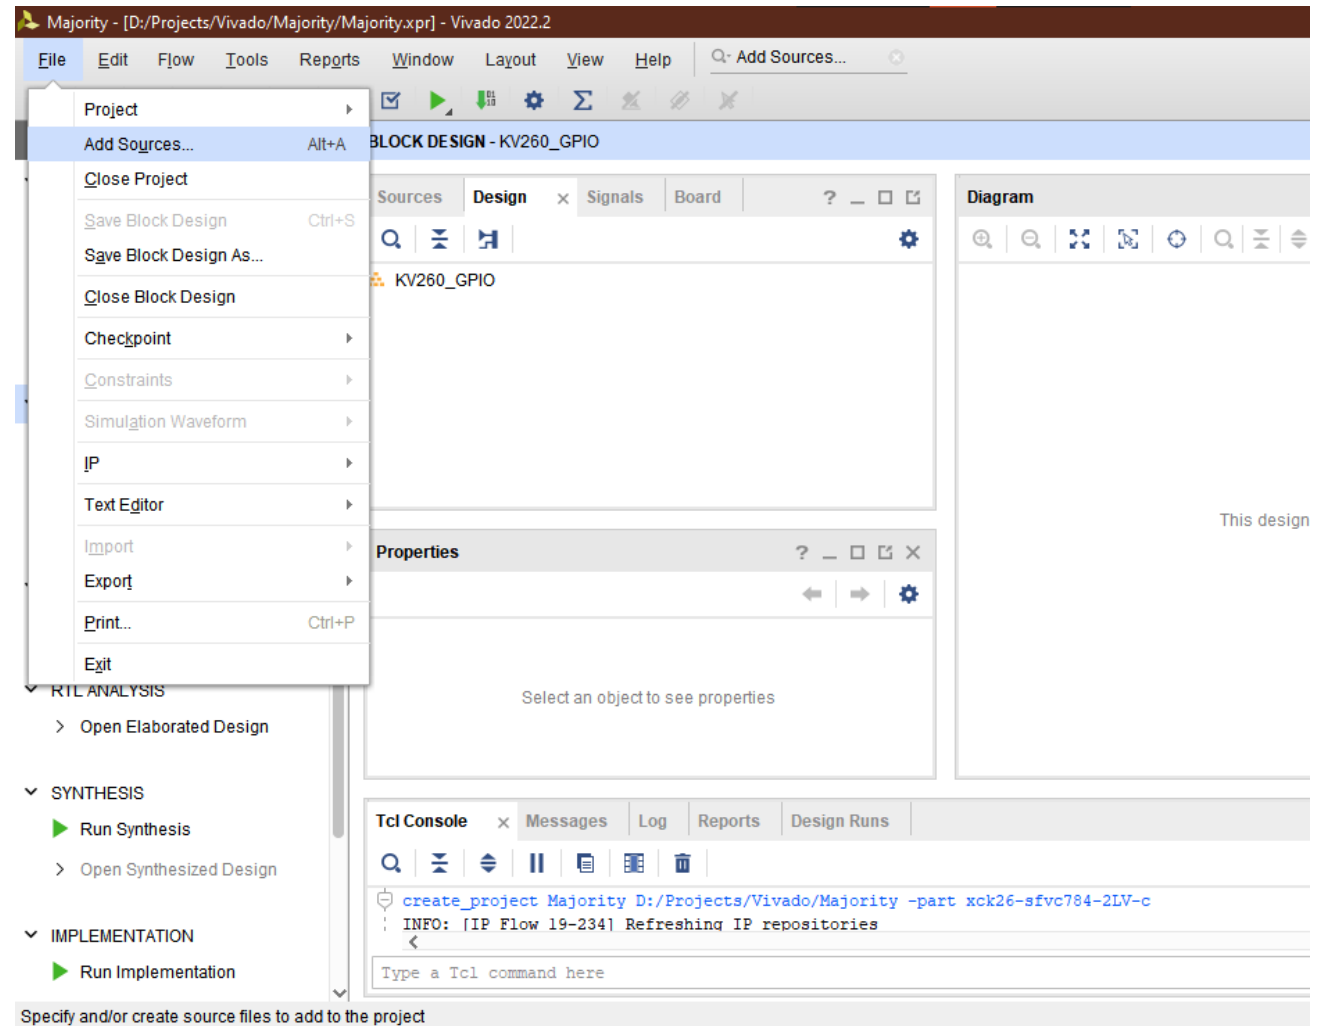 Majority - [D:/Projects/Vivado/Majority/Majority.xpr] - Vivado 2022.2
File Edit Flow Tools Reports Window Layout View Help Add Sources...
Project
Add Sources... Alt+A
Close Project
Save Block Design Ctrl+S
Save Block Design As...
Close Block Design
Checkpoint
Constraints
Simulation Waveform
IP
Text Editor
Import
Export
Print... Ctrl+P
Exit
BLOCK DESIGN - KV260_GPIO
Sources Design Signals Board
KV260_GPIO
Diagram
This design
Properties
Select an object to see properties
RTL ANALYSIS
Open Elaborated Design
SYNTHESIS
Run Synthesis
Open Synthesized Design
IMPLEMENTATION
Run Implementation
Tcl Console Messages Log Reports Design Runs
create_project Majority D:/Projects/Vivado/Majority -part xck26-sfvc784-2LV-c
INFO: [IP Flow 19-234] Refreshing IP repositories
Type a Tcl command here
Specify and/or create source files to add to the project